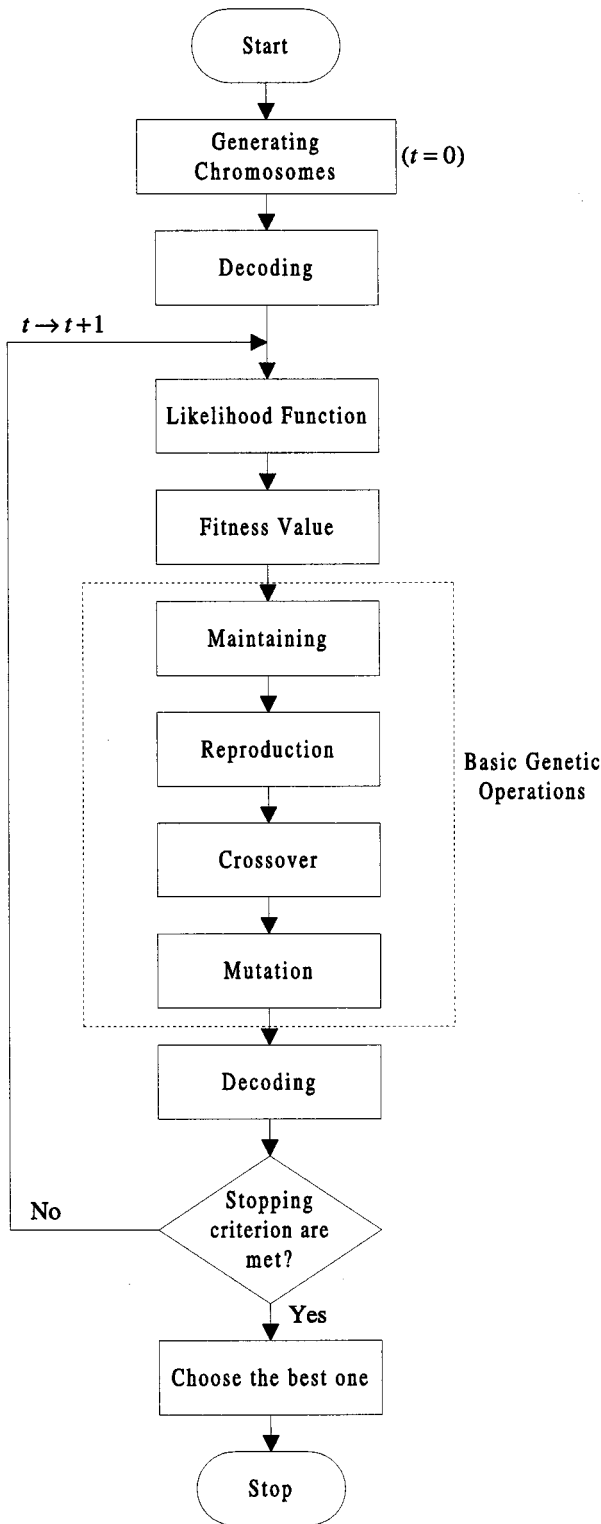 Start
Generating
Chromosomes
(t = 0)
Decoding
t → t+1
Likelihood Function
Fitness Value
Maintaining
Reproduction
Basic Genetic
Operations
Crossover
Mutation
Decoding
Stopping
criterion are
met?
No
Yes
Choose the best one
Stop